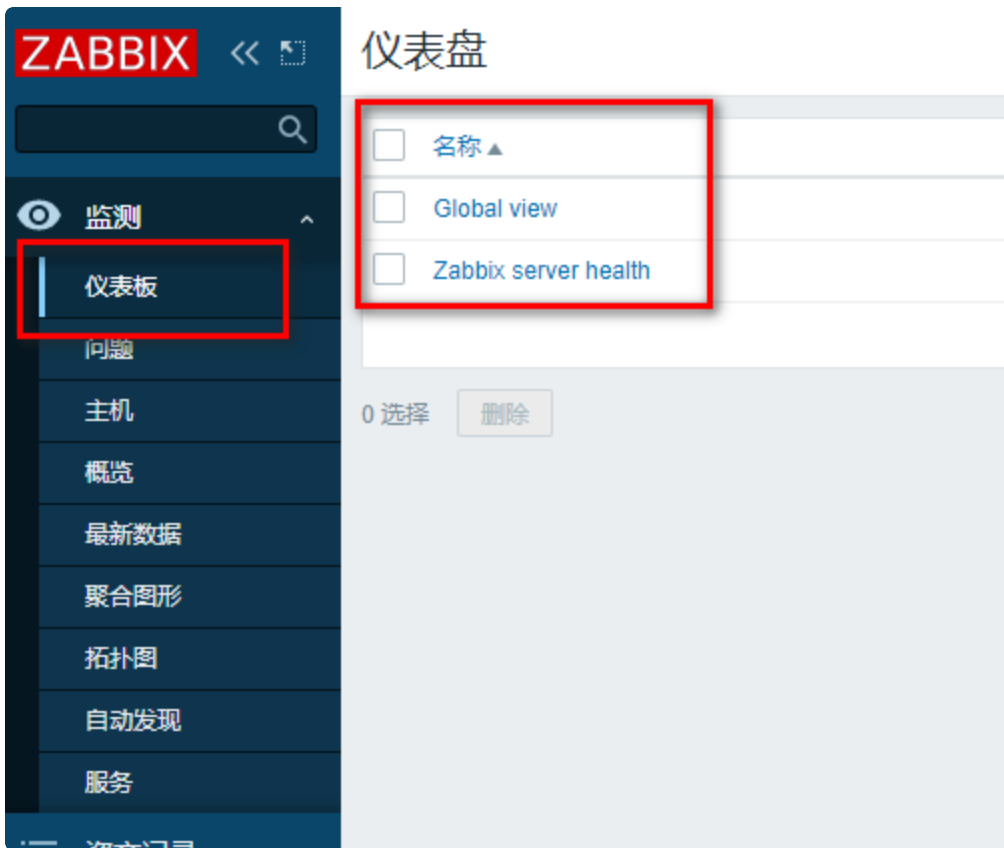 ZABBIX
仪表盘
名称
监测
Global view
仪表板
Zabbix server health
问题
主机
0 选择 删除
概览
最新数据
聚合图形
拓扑图
自动发现
服务